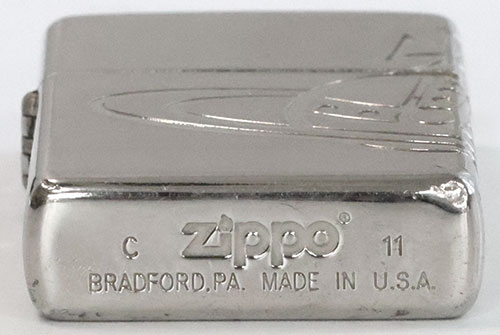 C zippo® 11
BRADFORD,PA. MADE IN U.S.A.